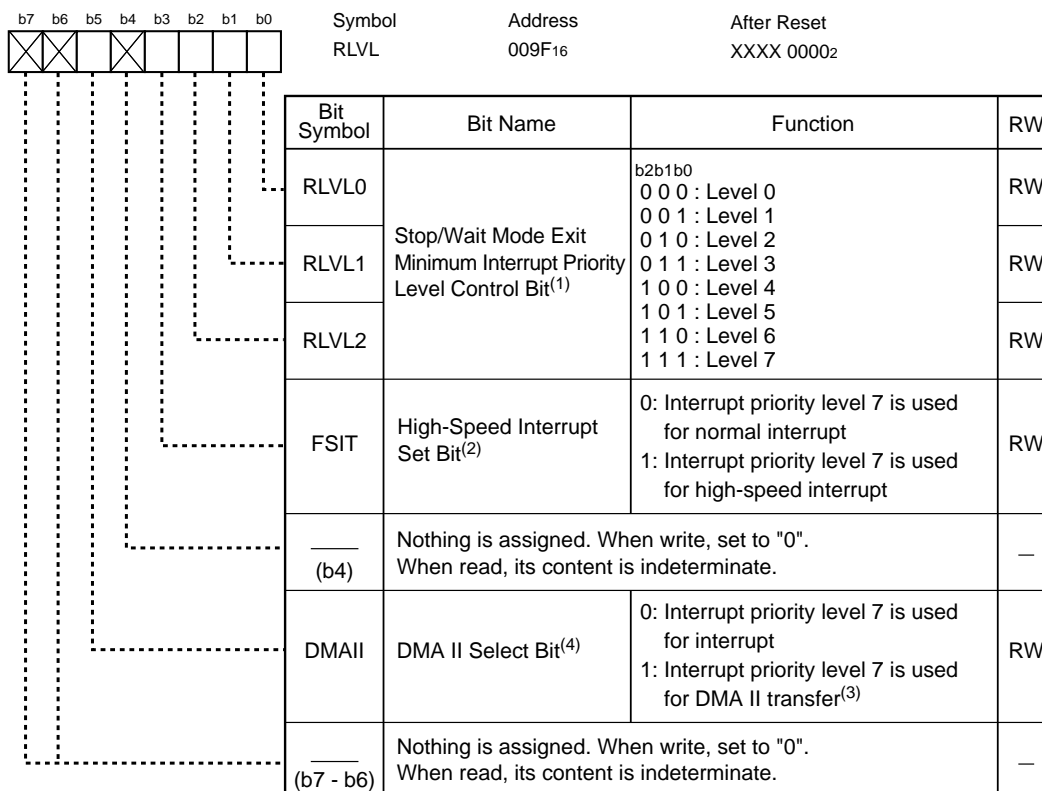 b7 b6 b5 b4 b3 b2 b1 b0
Symbol Address After Reset
RLVL 009F16 XXXX 00002
Bit Symbol Bit Name Function RW
RLVL0
RLVL1
RLVL2
Stop/Wait Mode Exit
Minimum Interrupt Priority
Level Control Bit(1)
b2b1b0
0 0 0 : Level 0
0 0 1 : Level 1
0 1 0 : Level 2
0 1 1 : Level 3
1 0 0 : Level 4
1 0 1 : Level 5
1 1 0 : Level 6
1 1 1 : Level 7
RW
RW
RW
FSIT
High-Speed Interrupt
Set Bit(2)
0: Interrupt priority level 7 is used
for normal interrupt
1: Interrupt priority level 7 is used
for high-speed interrupt
RW
(b4)
Nothing is assigned. When write, set to "0".
When read, its content is indeterminate.
—
DMAII
DMA II Select Bit(4)
0: Interrupt priority level 7 is used
for interrupt
1: Interrupt priority level 7 is used
for DMA II transfer(3)
RW
(b7 - b6)
Nothing is assigned. When write, set to "0".
When read, its content is indeterminate.
—